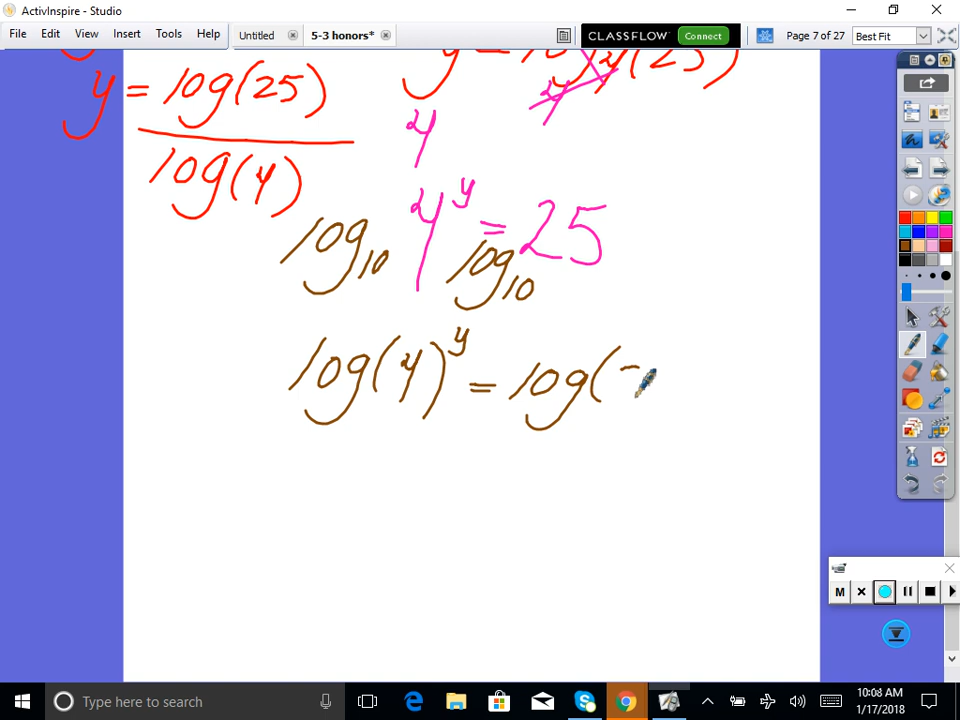 ActivInspire - Studio
File Edit View Insert Tools Help Untitled 5-3 honors* CLASSFLOW Connect Page 7 of 27 Best Fit
y = log(25)
log(4)
4
4^y = 25
log10 log10
log(4)^y = log(
M
Type here to search
10:08 AM
1/17/2018